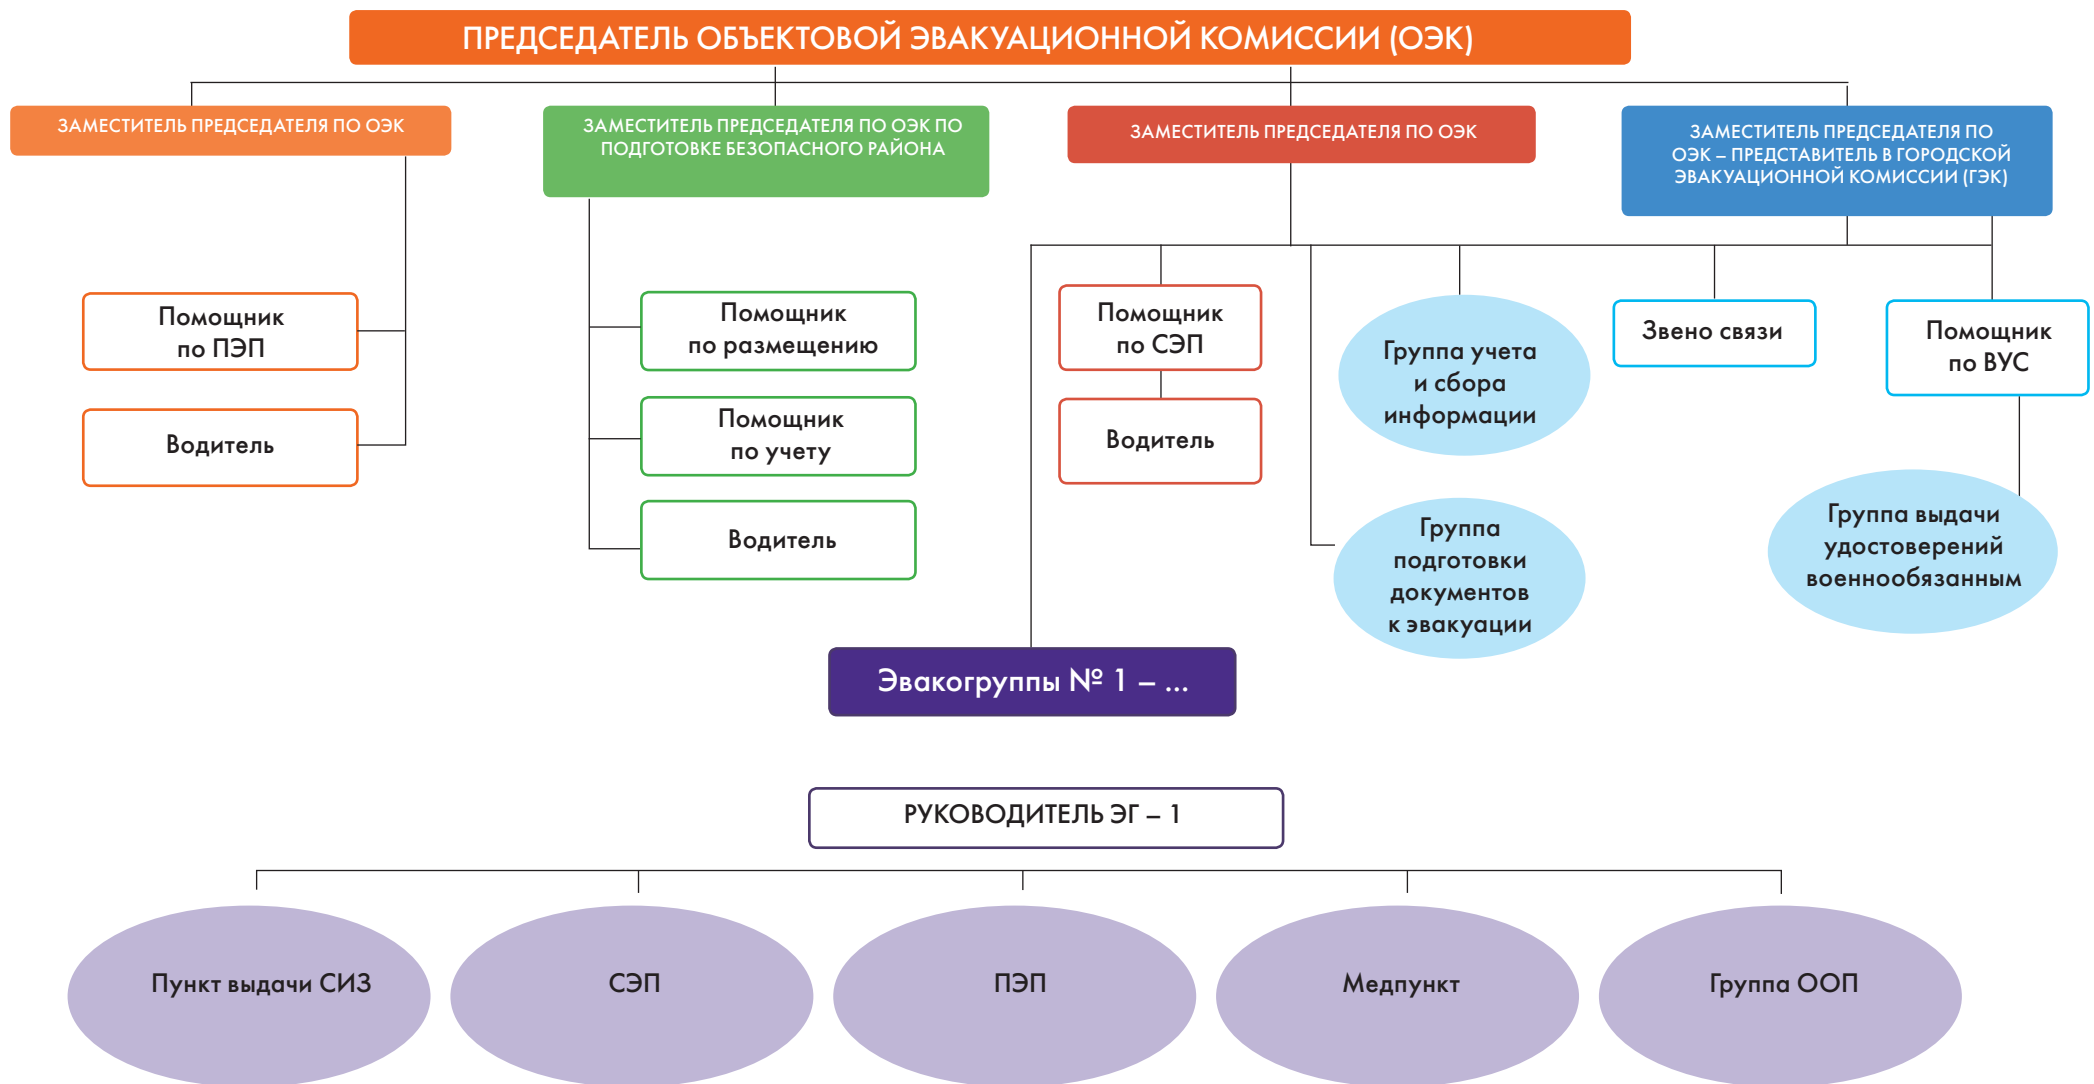 ПРЕДСЕДАТЕЛЬ ОБЪЕКТОВОЙ ЭВАКУАЦИОННОЙ КОМИССИИ (ОЭК)
ЗАМЕСТИТЕЛЬ ПРЕДСЕДАТЕЛЯ ПО ОЭК
ЗАМЕСТИТЕЛЬ ПРЕДСЕДАТЕЛЯ ПО ОЭК ПО
ПОДГОТОВКЕ БЕЗОПАСНОГО РАЙОНА
ЗАМЕСТИТЕЛЬ ПРЕДСЕДАТЕЛЯ ПО ОЭК
ЗАМЕСТИТЕЛЬ ПРЕДСЕДАТЕЛЯ ПО
ОЭК – ПРЕДСТАВИТЕЛЬ В ГОРОДСКОЙ
ЭВАКУАЦИОННОЙ КОМИССИИ (ГЭК)
Помощник
по ПЭП
Водитель
Помощник
по размещению
Помощник
по учету
Водитель
Помощник
по СЭП
Водитель
Группа учета
и сбора
информации
Группа
подготовки
документов
к эвакуации
Звено связи
Помощник
по ВУС
Группа выдачи
удостоверений
военнообязанным
Эвакогруппы № 1 – ...
РУКОВОДИТЕЛЬ ЭГ – 1
Пункт выдачи СИЗ
СЭП
ПЭП
Медпункт
Группа ООП